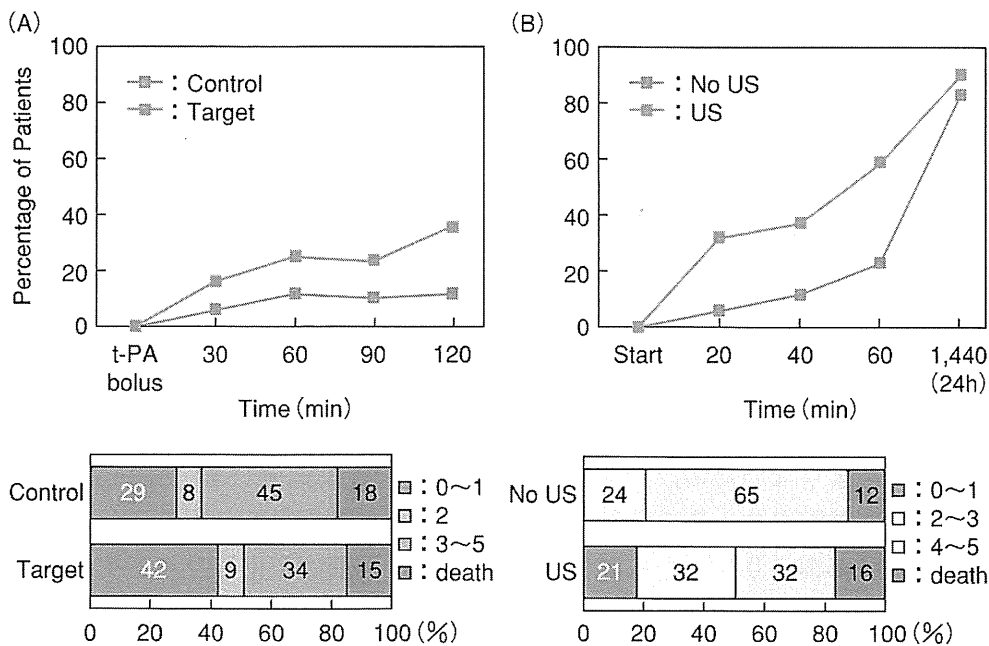 (A)
100
80
60
40
20
0
Percentage of Patients
: Control
: Target
t-PA bolus
30
60
90
120
Time (min)
(B)
100
80
60
40
20
0
: No US
: US
Start
20
40
60
1,440
(24h)
Time (min)
Control
29
8
45
18
Target
42
9
34
15
: 0~1
: 2
: 3~5
: death
0
20
40
60
80
100 (%)
No US
24
65
12
US
21
32
32
16
: 0~1
: 2~3
: 4~5
: death
0
20
40
60
80
100 (%)